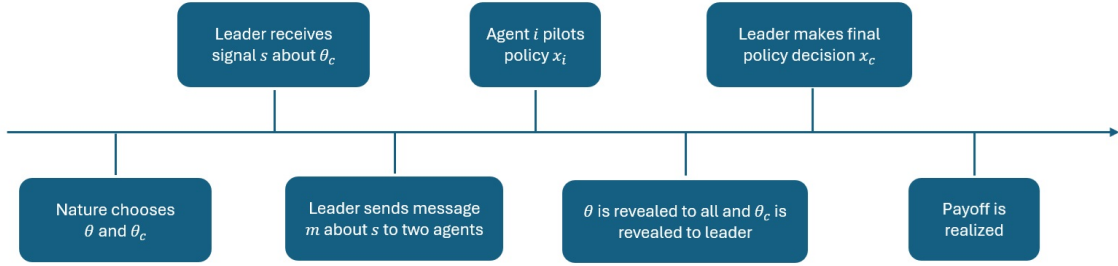 Leader receives
signal s about θ_c
Agent i pilots
policy x_i
Leader makes final
policy decision x_c
Nature chooses
θ and θ_c
Leader sends message
m about s to two agents
θ is revealed to all and θ_c is
revealed to leader
Payoff is
realized